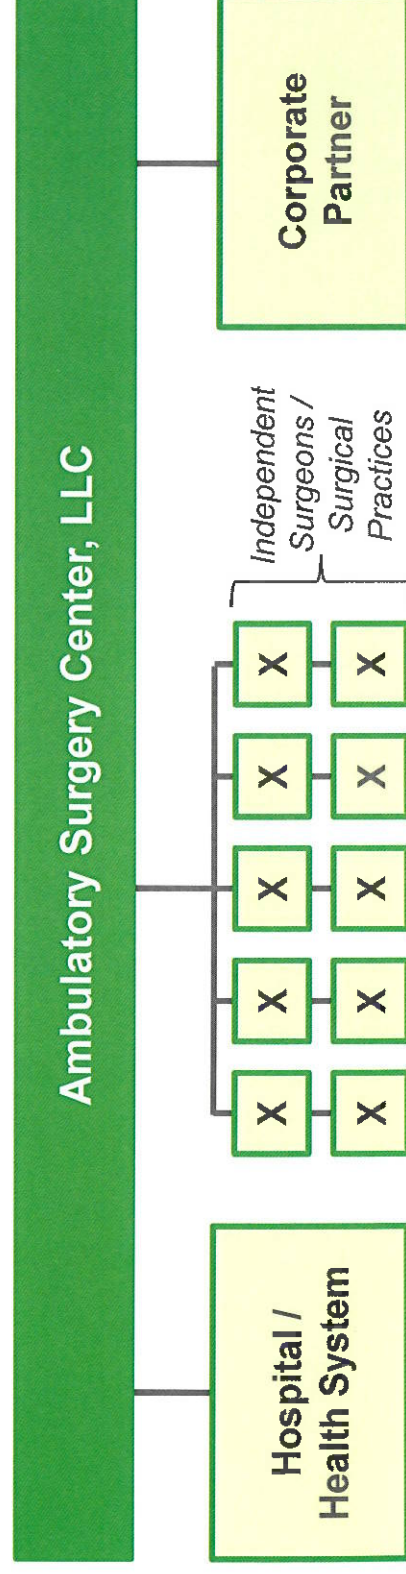 Ambulatory Surgery Center, LLC
Hospital /
Health System
X X X X X
X X X X X
Independent
Surgeons /
Surgical
Practices
Corporate
Partner